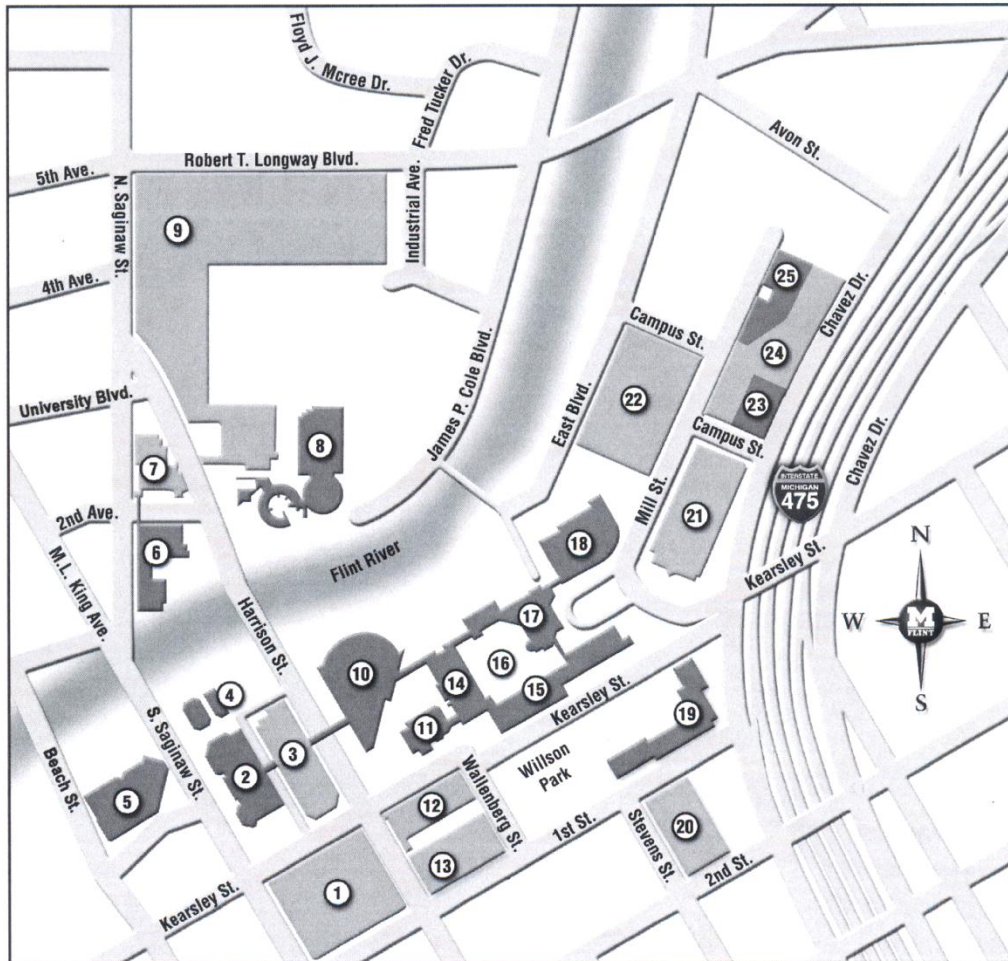 Floyd J. Mcree Dr.
Fred Tucker Dr.
Robert T. Longway Blvd.
5th Ave.
N. Saginaw St.
Industrial Ave.
Avon St.
9
4th Ave.
25
Chavez Dr.
Campus St.
24
University Blvd.
James P. Cole Blvd.
East Blvd.
22
23
Campus St.
8
7
Mill St.
INTERSTATE
MICHIGAN
475
Chavez Dr.
21
2nd Ave.
6
18
Flint River
Kearsley St.
N
M.L. King Ave.
Harrison St.
17
W
M
FLINT
E
10
16
14
15
S
4
11
Kearsley St.
19
S. Saginaw St.
3
2
Beach St.
Willson
Park
Wallenberg St.
5
12
1st St.
Stevens St.
20
13
2nd St.
1
Kearsley St.